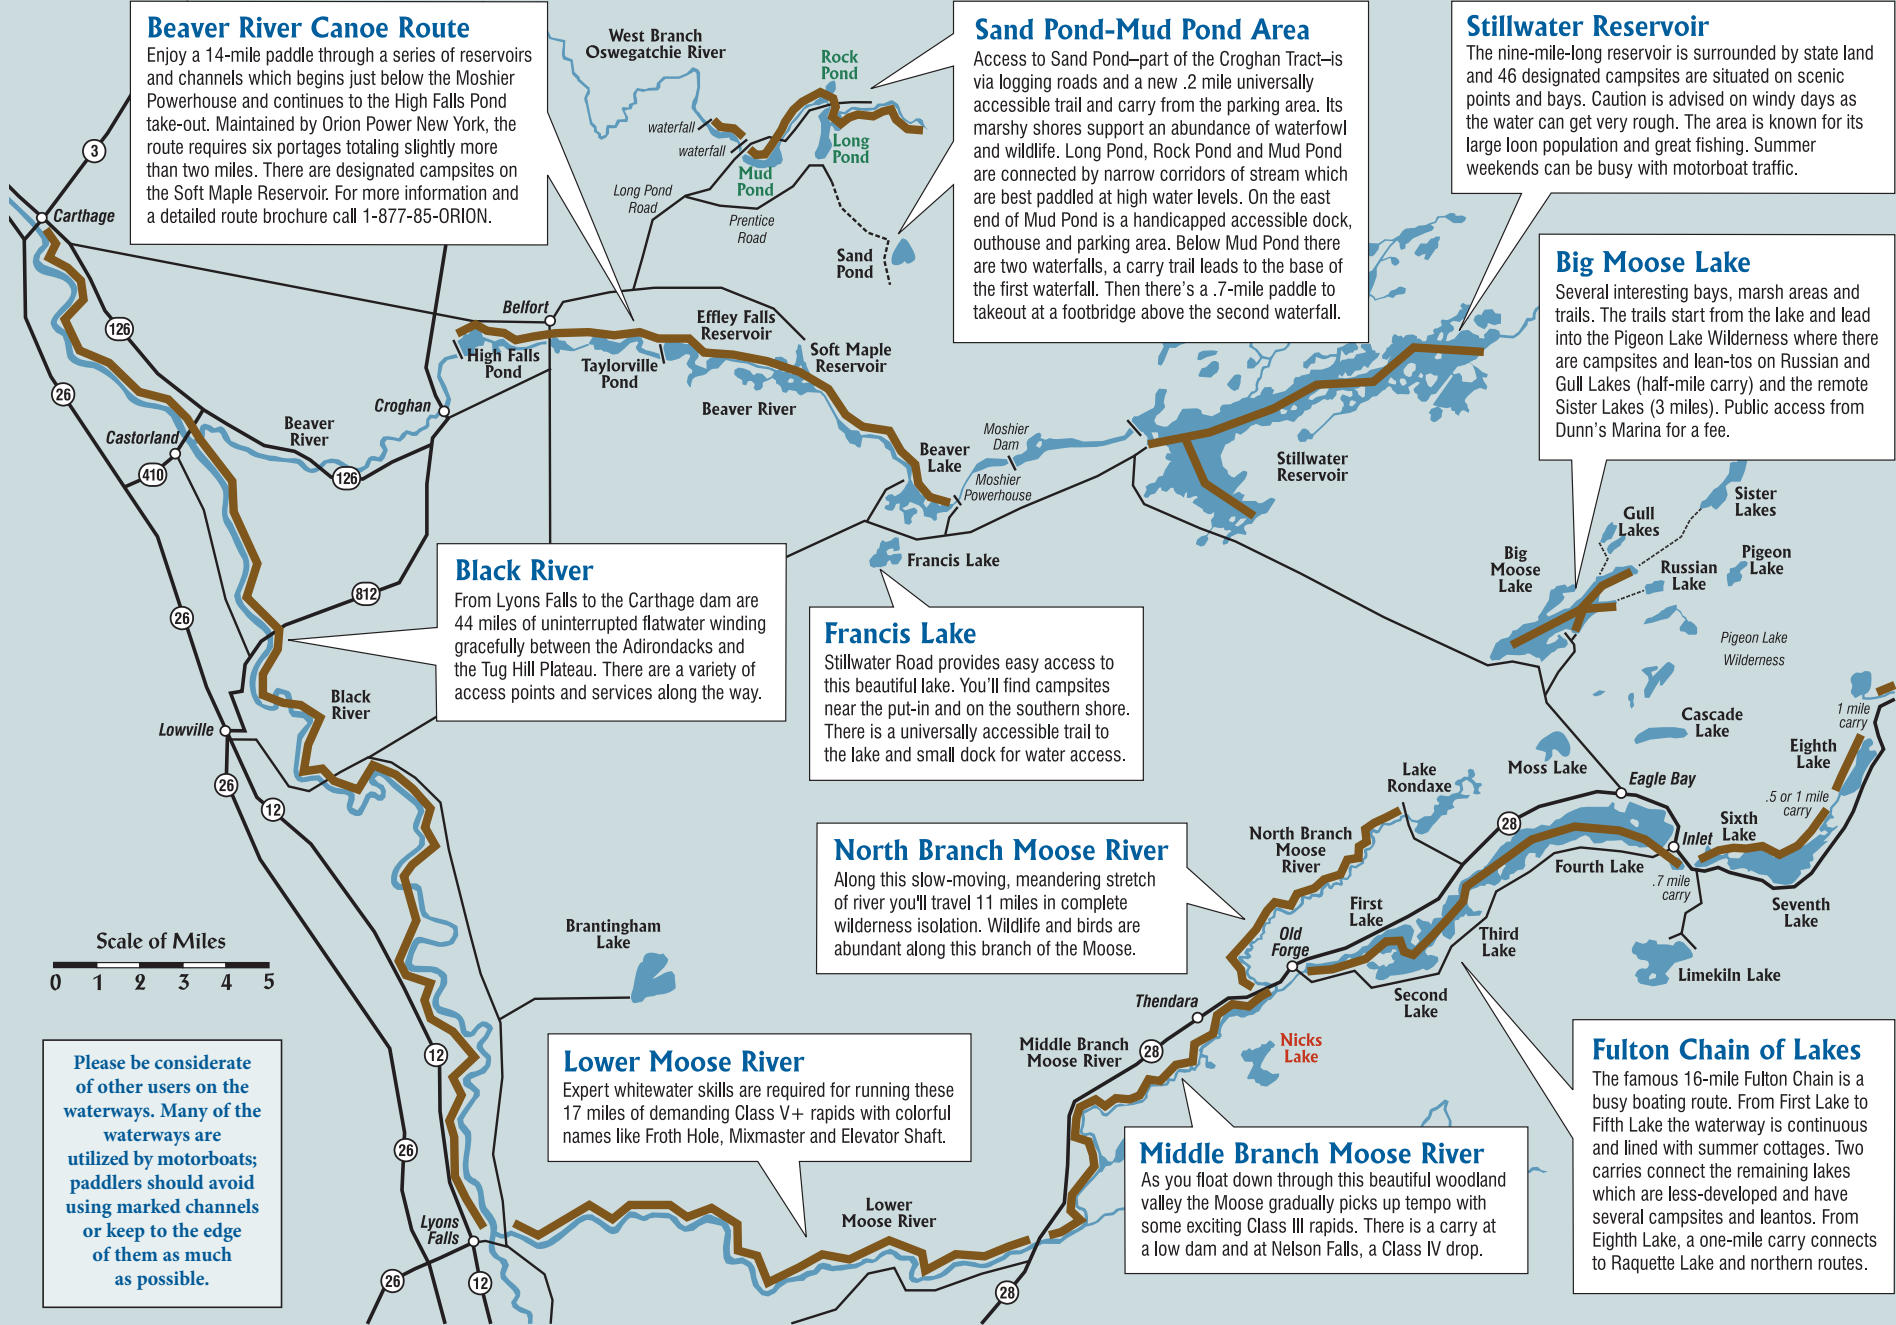 Beaver River Canoe Route
Enjoy a 14-mile paddle through a series of reservoirs
and channels which begins just below the Moshier
Powerhouse and continues to the High Falls Pond
take-out. Maintained by Orion Power New York, the
route requires six portages totaling slightly more
than two miles. There are designated campsites on
the Soft Maple Reservoir. For more information and
a detailed route brochure call 1-877-85-ORION.
West Branch
Oswegatchie River
Rock
Pond
waterfall
waterfall
Long
Pond
Mud
Pond
Long Pond
Road
Prentice
Road
Sand
Pond
Sand Pond-Mud Pond Area
Access to Sand Pond–part of the Croghan Tract–is
via logging roads and a new .2 mile universally
accessible trail and carry from the parking area. Its
marshy shores support an abundance of waterfowl
and wildlife. Long Pond, Rock Pond and Mud Pond
are connected by narrow corridors of stream which
are best paddled at high water levels. On the east
end of Mud Pond is a handicapped accessible dock,
outhouse and parking area. Below Mud Pond there
are two waterfalls, a carry trail leads to the base of
the first waterfall. Then there's a .7-mile paddle to
takeout at a footbridge above the second waterfall.
Stillwater Reservoir
The nine-mile-long reservoir is surrounded by state land
and 46 designated campsites are situated on scenic
points and bays. Caution is advised on windy days as
the water can get very rough. The area is known for its
large loon population and great fishing. Summer
weekends can be busy with motorboat traffic.
Big Moose Lake
Several interesting bays, marsh areas and
trails. The trails start from the lake and lead
into the Pigeon Lake Wilderness where there
are campsites and lean-tos on Russian and
Gull Lakes (half-mile carry) and the remote
Sister Lakes (3 miles). Public access from
Dunn's Marina for a fee.
3
Carthage
126
26
Belfort
High Falls
Pond
Taylorville
Pond
Effley Falls
Reservoir
Soft Maple
Reservoir
Beaver River
Croghan
Beaver
River
Castorland
410
126
Beaver
Lake
Moshier
Dam
Moshier
Powerhouse
Stillwater
Reservoir
Francis Lake
Sister
Lakes
Gull
Lakes
Big
Moose
Lake
Russian
Lake
Pigeon
Lake
Pigeon Lake
Wilderness
Black River
From Lyons Falls to the Carthage dam are
44 miles of uninterrupted flatwater winding
gracefully between the Adirondacks and
the Tug Hill Plateau. There are a variety of
access points and services along the way.
812
26
Black
River
Lowville
26
12
Francis Lake
Stillwater Road provides easy access to
this beautiful lake. You'll find campsites
near the put-in and on the southern shore.
There is a universally accessible trail to
the lake and small dock for water access.
Cascade
Lake
1 mile
carry
Eighth
Lake
Moss Lake
Eagle Bay
Lake
Rondaxe
.5 or 1 mile
carry
Sixth
Lake
Inlet
28
Fourth Lake
.7 mile
carry
Seventh
Lake
North Branch
Moose
River
First
Lake
Old
Forge
Third
Lake
Second
Lake
Limekiln Lake
North Branch Moose River
Along this slow-moving, meandering stretch
of river you'll travel 11 miles in complete
wilderness isolation. Wildlife and birds are
abundant along this branch of the Moose.
Brantingham
Lake
Scale of Miles
0 1 2 3 4 5
Thendara
Middle Branch
Moose River
28
Nicks
Lake
Please be considerate
of other users on the
waterways. Many of the
waterways are
utilized by motorboats;
paddlers should avoid
using marked channels
or keep to the edge
of them as much
as possible.
12
26
Lyons
Falls
26
12
Lower Moose River
Expert whitewater skills are required for running these
17 miles of demanding Class V+ rapids with colorful
names like Froth Hole, Mixmaster and Elevator Shaft.
Lower
Moose River
28
Middle Branch Moose River
As you float down through this beautiful woodland
valley the Moose gradually picks up tempo with
some exciting Class III rapids. There is a carry at
a low dam and at Nelson Falls, a Class IV drop.
Fulton Chain of Lakes
The famous 16-mile Fulton Chain is a
busy boating route. From First Lake to
Fifth Lake the waterway is continuous
and lined with summer cottages. Two
carries connect the remaining lakes
which are less-developed and have
several campsites and leantos. From
Eighth Lake, a one-mile carry connects
to Raquette Lake and northern routes.